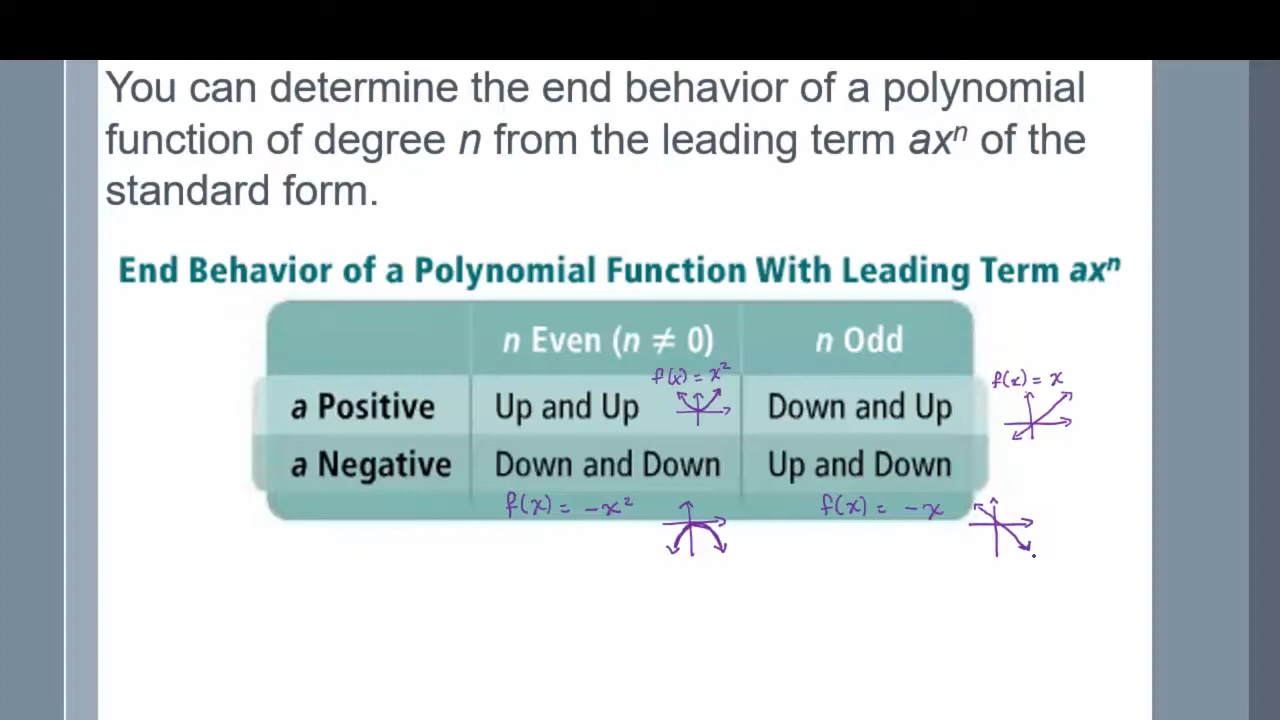 You can determine the end behavior of a polynomial
function of degree n from the leading term axⁿ of the
standard form.
End Behavior of a Polynomial Function With Leading Term axⁿ
n Even (n ≠ 0) n Odd
f(x) = x² f(x) = x
a Positive Up and Up Down and Up
a Negative Down and Down Up and Down
f(x) = -x² f(x) = -x